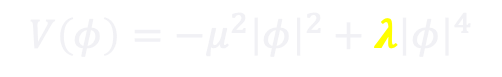 V(ϕ) = −μ²|ϕ|² + λ|ϕ|⁴